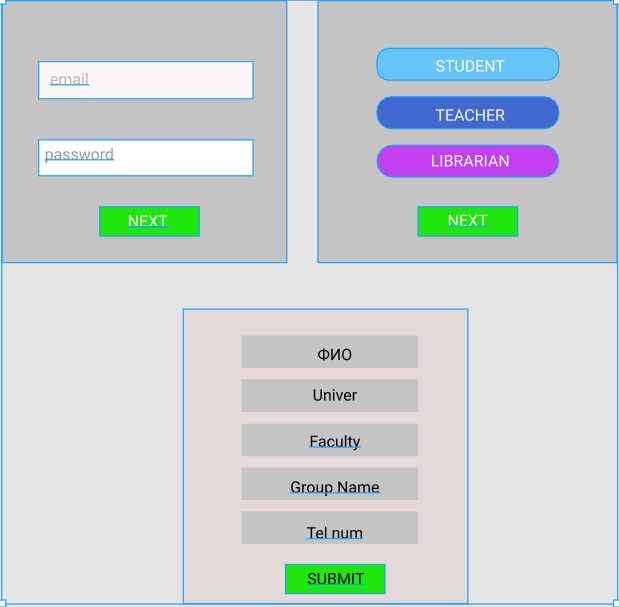 email
password
NEXT
STUDENT
TEACHER
LIBRARIAN
NEXT
ФИО
Univer
Faculty
Group Name
Tel num
SUBMIT